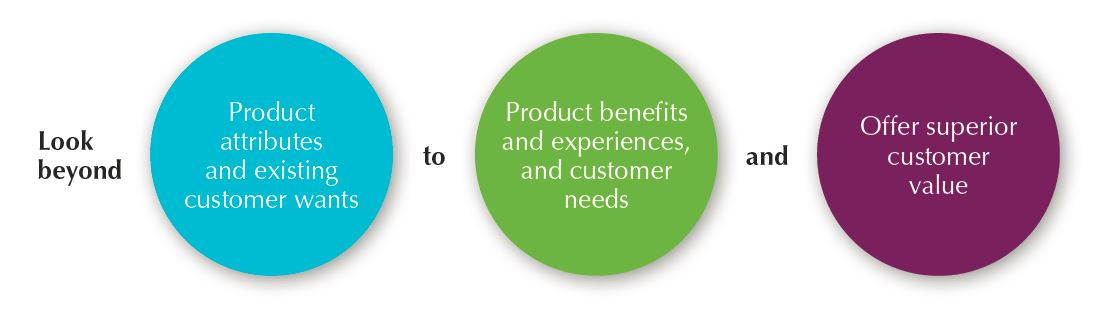 Look
beyond
Product
attributes
and existing
customer wants
to
Product benefits
and experiences,
and customer
needs
and
Offer superior
customer
value